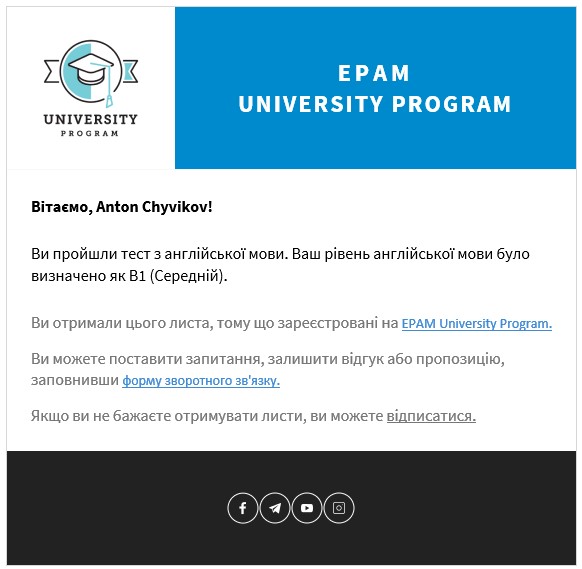 UNIVERSITY
PROGRAM
EPAM
UNIVERSITY PROGRAM
Вітаємо, Anton Chyvikov!
Ви пройшли тест з англійської мови. Ваш рівень англійської мови було
визначено як B1 (Середній).
Ви отримали цього листа, тому що зареєстровані на EPAM University Program.
Ви можете поставити запитання, залишити відгук або пропозицію,
заповнивши форму зворотного зв'язку.
Якщо ви не бажаєте отримувати листи, ви можете відписатися.